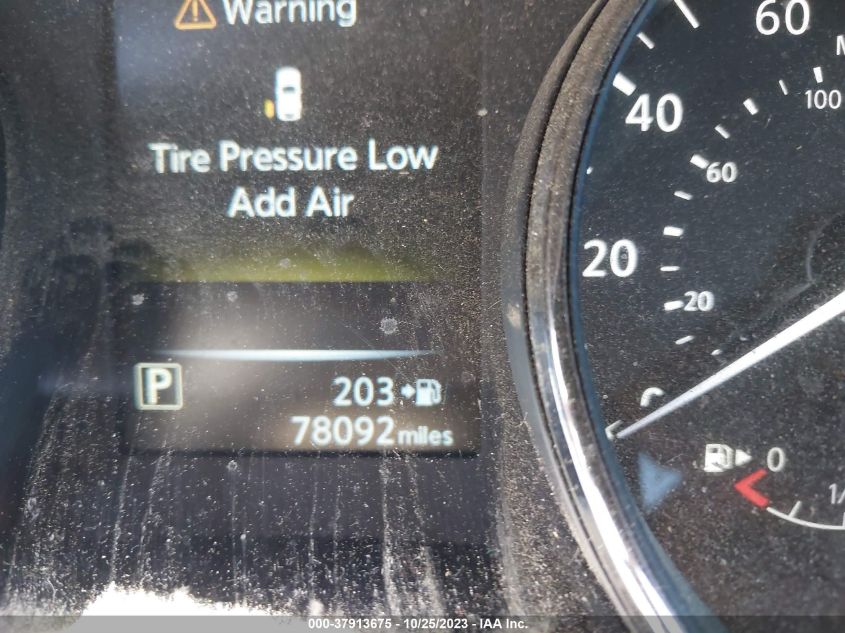 Warning
Tire Pressure Low
Add Air
P
203
78092 miles
60
40
20
100
60
20
0
000-37913675 - 10/25/2023 - IAA Inc.